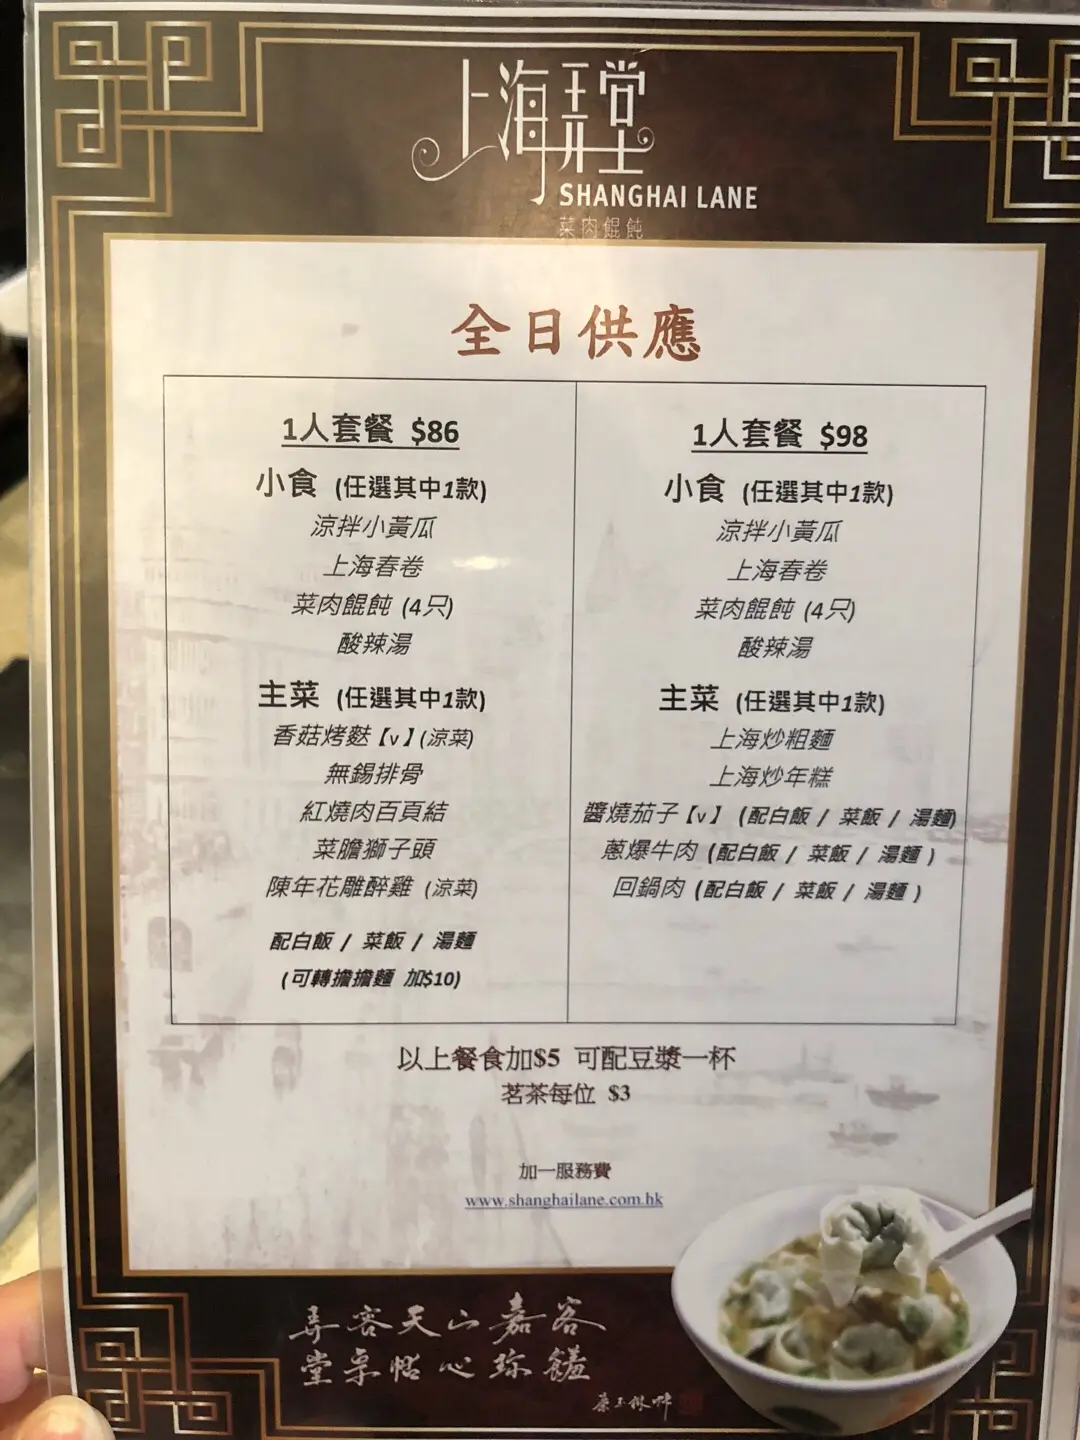 上海弄堂
SHANGHAI LANE
菜肉餛飩
全日供應
1人套餐 $86
小食 (任選其中1款)
涼拌小黃瓜
上海春卷
菜肉餛飩 (4只)
酸辣湯
主菜 (任選其中1款)
香菇烤麩【v】(涼菜)
無錫排骨
紅燒肉百頁結
菜膽獅子頭
陳年花雕醉雞 (涼菜)
配白飯 / 菜飯 / 湯麵
(可轉擔擔麵 加$10)
1人套餐 $98
小食 (任選其中1款)
涼拌小黃瓜
上海春卷
菜肉餛飩 (4只)
酸辣湯
主菜 (任選其中1款)
上海炒粗麵
上海炒年糕
醬燒茄子【v】 (配白飯 / 菜飯 / 湯麵)
蔥爆牛肉 (配白飯 / 菜飯 / 湯麵 )
回鍋肉 (配白飯 / 菜飯 / 湯麵 )
以上餐食加$5 可配豆漿一杯
茗茶每位 $3
加一服務費
www.shanghailane.com.hk